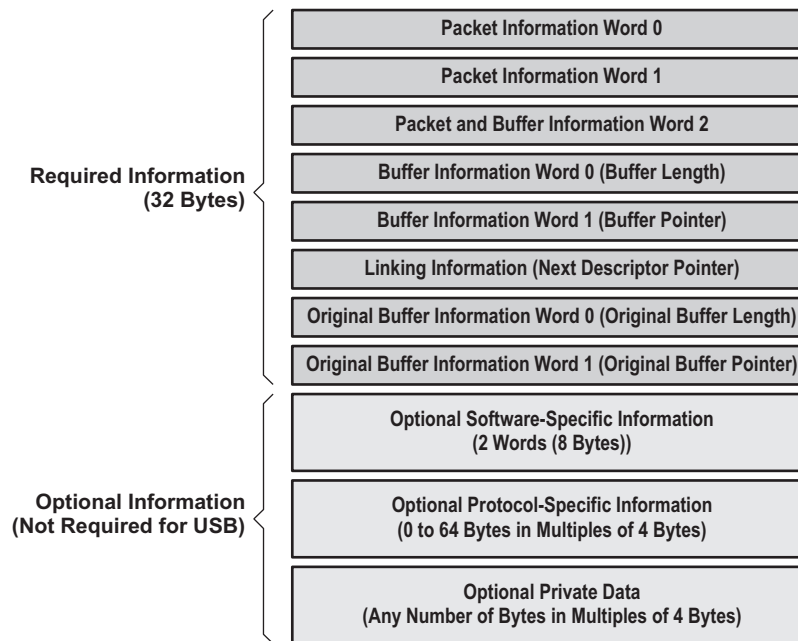 Packet Information Word 0
Packet Information Word 1
Packet and Buffer Information Word 2
Required Information
(32 Bytes)
Buffer Information Word 0 (Buffer Length)
Buffer Information Word 1 (Buffer Pointer)
Linking Information (Next Descriptor Pointer)
Original Buffer Information Word 0 (Original Buffer Length)
Original Buffer Information Word 1 (Original Buffer Pointer)
Optional Software-Specific Information
(2 Words (8 Bytes))
Optional Information
(Not Required for USB)
Optional Protocol-Specific Information
(0 to 64 Bytes in Multiples of 4 Bytes)
Optional Private Data
(Any Number of Bytes in Multiples of 4 Bytes)